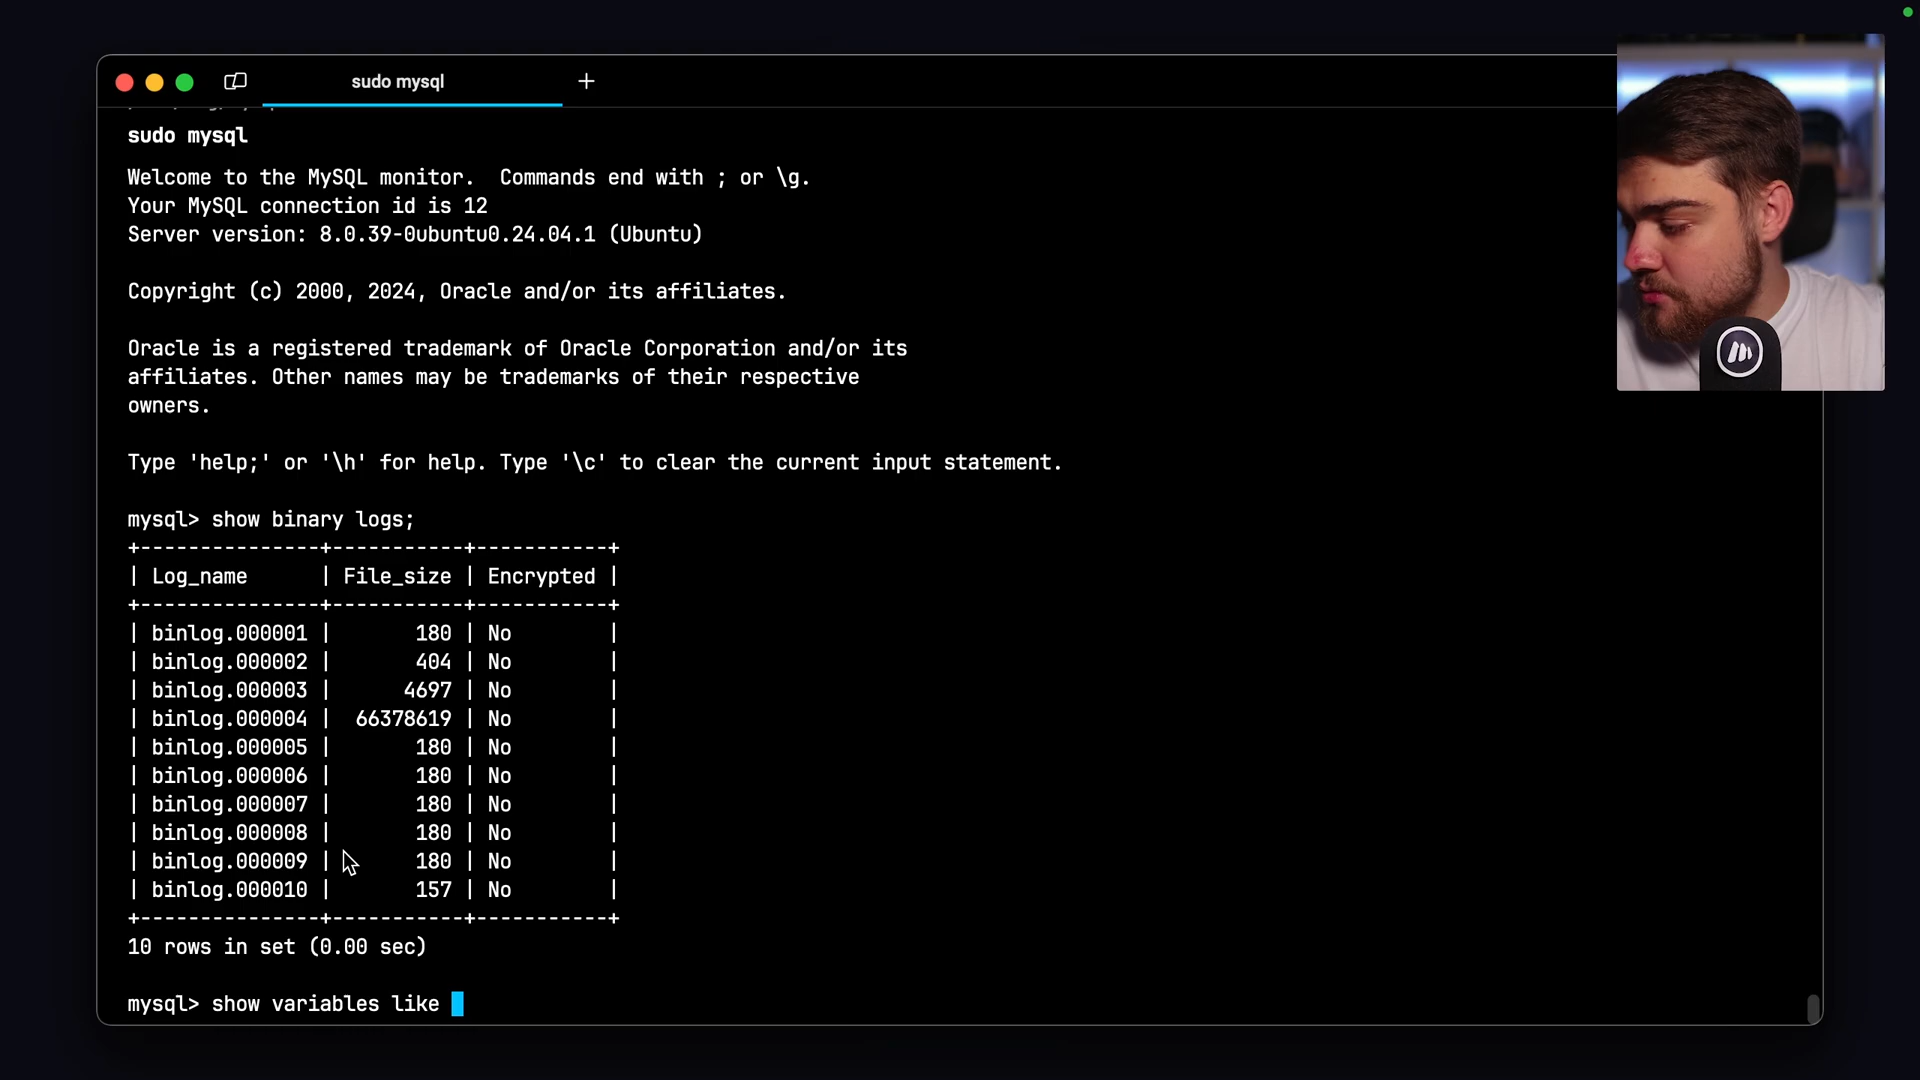 sudo mysql
sudo mysql
Welcome to the MySQL monitor.  Commands end with ; or \g.
Your MySQL connection id is 12
Server version: 8.0.39-0ubuntu0.24.04.1 (Ubuntu)
Copyright (c) 2000, 2024, Oracle and/or its affiliates.
Oracle is a registered trademark of Oracle Corporation and/or its
affiliates. Other names may be trademarks of their respective
owners.
Type 'help;' or '\h' for help. Type '\c' to clear the current input statement.
mysql> show binary logs;
+---------------+-----------+-----------+
| Log_name      | File_size | Encrypted |
+---------------+-----------+-----------+
| binlog.000001 |       180 | No        |
| binlog.000002 |       404 | No        |
| binlog.000003 |      4697 | No        |
| binlog.000004 |  66378619 | No        |
| binlog.000005 |       180 | No        |
| binlog.000006 |       180 | No        |
| binlog.000007 |       180 | No        |
| binlog.000008 |       180 | No        |
| binlog.000009 |       180 | No        |
| binlog.000010 |       157 | No        |
+---------------+-----------+-----------+
10 rows in set (0.00 sec)
mysql> show variables like